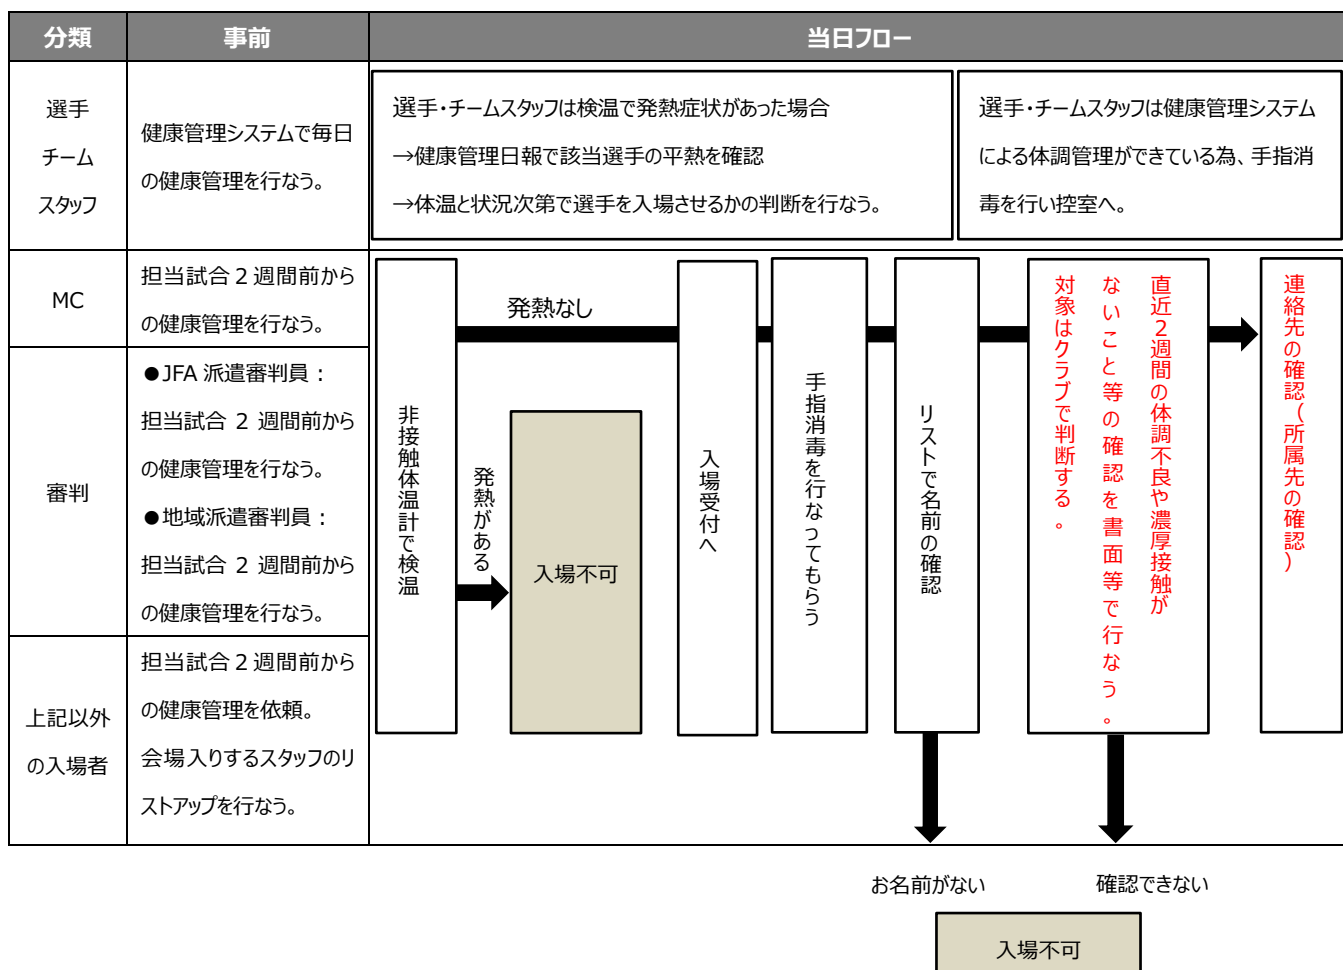 分類
事前
当日フロー
選手
チーム
スタッフ
健康管理システムで毎日
の健康管理を行なう。
選手・チームスタッフは検温で発熱症状があった場合
→健康管理日報で該当選手の平熱を確認
→体温と状況次第で選手を入場させるかの判断を行なう。
選手・チームスタッフは健康管理システム
による体調管理ができている為、手指消
毒を行い控室へ。
MC
担当試合２週間前から
の健康管理を行なう。
審判
●JFA 派遣審判員：
担当試合 2 週間前から
の健康管理を行なう。
●地域派遣審判員：
担当試合 2 週間前から
の健康管理を行なう。
上記以外
の入場者
担当試合２週間前から
の健康管理を依頼。
会場入りするスタッフのリ
ストアップを行なう。
非接触体温計で検温
発熱なし
発熱がある
入場不可
入場受付へ
手指消毒を行なってもらう
リストで名前の確認
直近2週間の体調不良や濃厚接触が
ないこと等の確認を書面等で行なう。
対象はクラブで判断する。
連絡先の確認（所属先の確認）
お名前がない
確認できない
入場不可